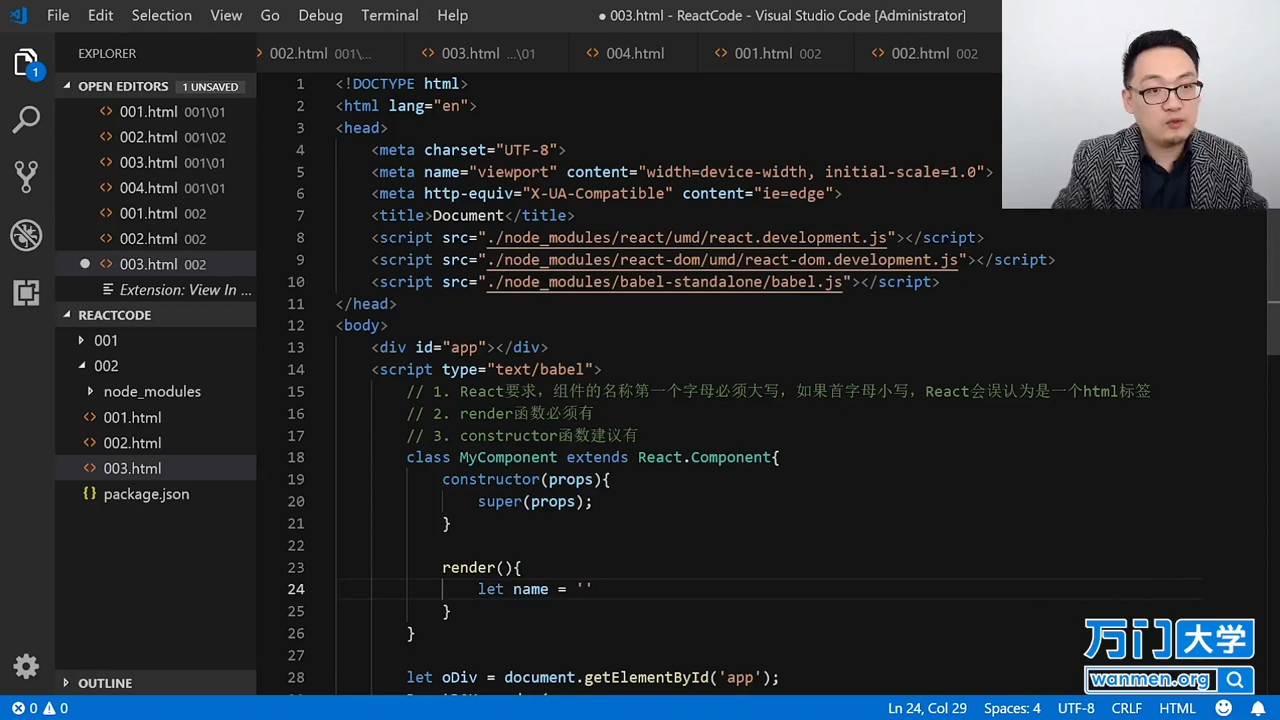 File Edit Selection View Go Debug Terminal Help
● 003.html - ReactCode - Visual Studio Code [Administrator]
EXPLORER
002.html 001\...
003.html ...\01
004.html
001.html 002
002.html 002
OPEN EDITORS 1 UNSAVED
001.html 001\01
002.html 001\02
003.html 001\01
004.html 001\01
001.html 002
002.html 002
003.html 002
Extension: View In ...
REACTCODE
001
002
node_modules
001.html
002.html
003.html
package.json
OUTLINE
1
1 <!DOCTYPE html>
2 <html lang="en">
3 <head>
4 <meta charset="UTF-8">
5 <meta name="viewport" content="width=device-width, initial-scale=1.0">
6 <meta http-equiv="X-UA-Compatible" content="ie=edge">
7 <title>Document</title>
8 <script src="./node_modules/react/umd/react.development.js"></script>
9 <script src="./node_modules/react-dom/umd/react-dom.development.js"></script>
10 <script src="./node_modules/babel-standalone/babel.js"></script>
11 </head>
12 <body>
13 <div id="app"></div>
14 <script type="text/babel">
15 // 1. React要求，组件的名称第一个字母必须大写，如果首字母小写，React会误认为是一个html标签
16 // 2. render函数必须有
17 // 3. constructor函数建议有
18 class MyComponent extends React.Component{
19 constructor(props){
20 super(props);
21 }
22
23 render(){
24 let name = ''
25 }
26 }
27
28 let oDiv = document.getElementById('app');
万门大学
wanmen.org
0 0
Ln 24, Col 29 Spaces: 4 UTF-8 CRLF HTML